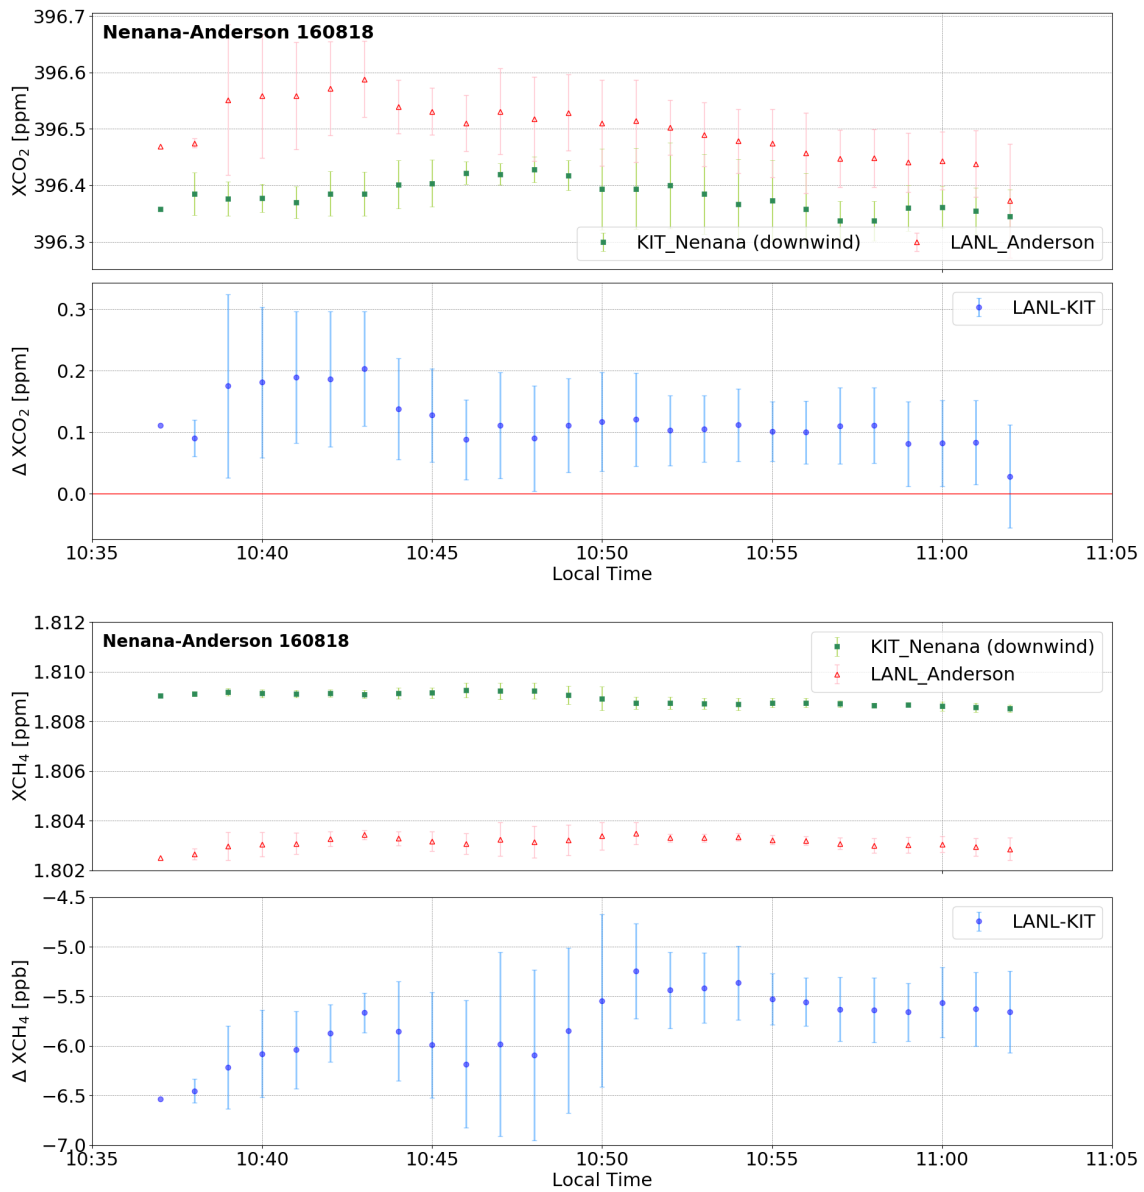 Nenana-Anderson 160818
XCO2 [ppm]
396.7
396.6
396.5
396.4
396.3
KIT_Nenana (downwind)
LANL_Anderson
Δ XCO2 [ppm]
0.3
0.2
0.1
0.0
LANL-KIT
10:35 10:40 10:45 10:50 10:55 11:00 11:05
Local Time
Nenana-Anderson 160818
XCH4 [ppm]
1.812
1.810
1.808
1.806
1.804
1.802
KIT_Nenana (downwind)
LANL_Anderson
Δ XCH4 [ppb]
−4.5
−5.0
−5.5
−6.0
−6.5
−7.0
LANL-KIT
10:35 10:40 10:45 10:50 10:55 11:00 11:05
Local Time